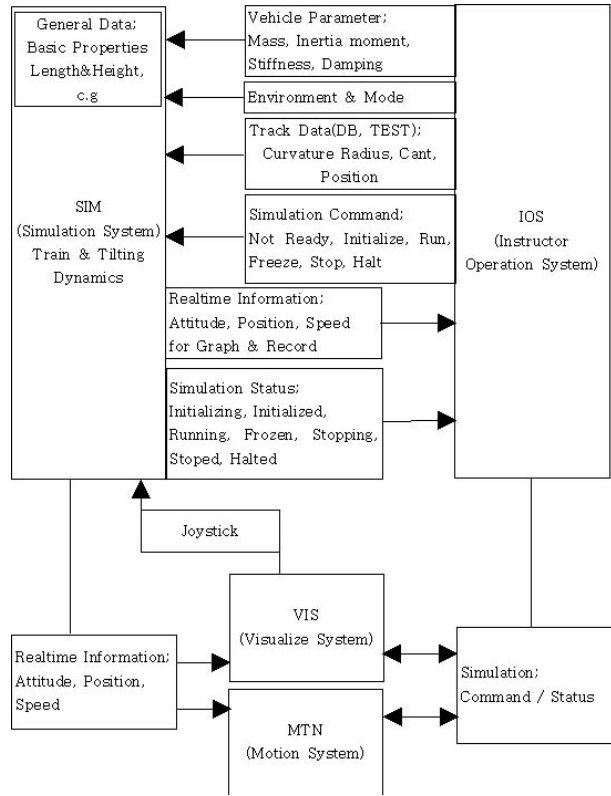 General Data;
Basic Properties
Length&Height,
c.g
Vehicle Parameter;
Mass, Inertia moment,
Stiffness, Damping
Environment & Mode
Track Data(DB, TEST);
Curvature Radius, Cant,
Position
SIM
(Simulation System)
Train & Tilting
Dynamics
Simulation Command;
Not Ready, Initialize, Run,
Freeze, Stop, Halt
IOS
(Instructor
Operation System)
Realtime Information;
Attitude, Position, Speed
for Graph & Record
Simulation Status;
Initializing, Initialized,
Running, Frozen, Stopping,
Stoped, Halted
Joystick
VIS
(Visualize System)
Realtime Information;
Attitude, Position,
Speed
Simulation;
Command / Status
MTN
(Motion System)